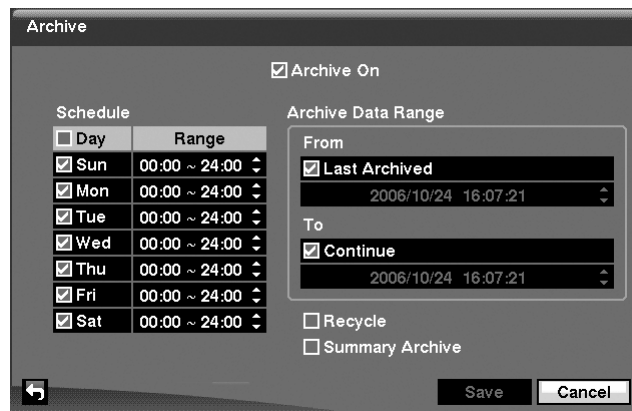 Archive
Archive On
Schedule
Day Range
Sun 00:00 ~ 24:00
Mon 00:00 ~ 24:00
Tue 00:00 ~ 24:00
Wed 00:00 ~ 24:00
Thu 00:00 ~ 24:00
Fri 00:00 ~ 24:00
Sat 00:00 ~ 24:00
Archive Data Range
From
Last Archived
2006/10/24 16:07:21
To
Continue
2006/10/24 16:07:21
Recycle
Summary Archive
Save Cancel